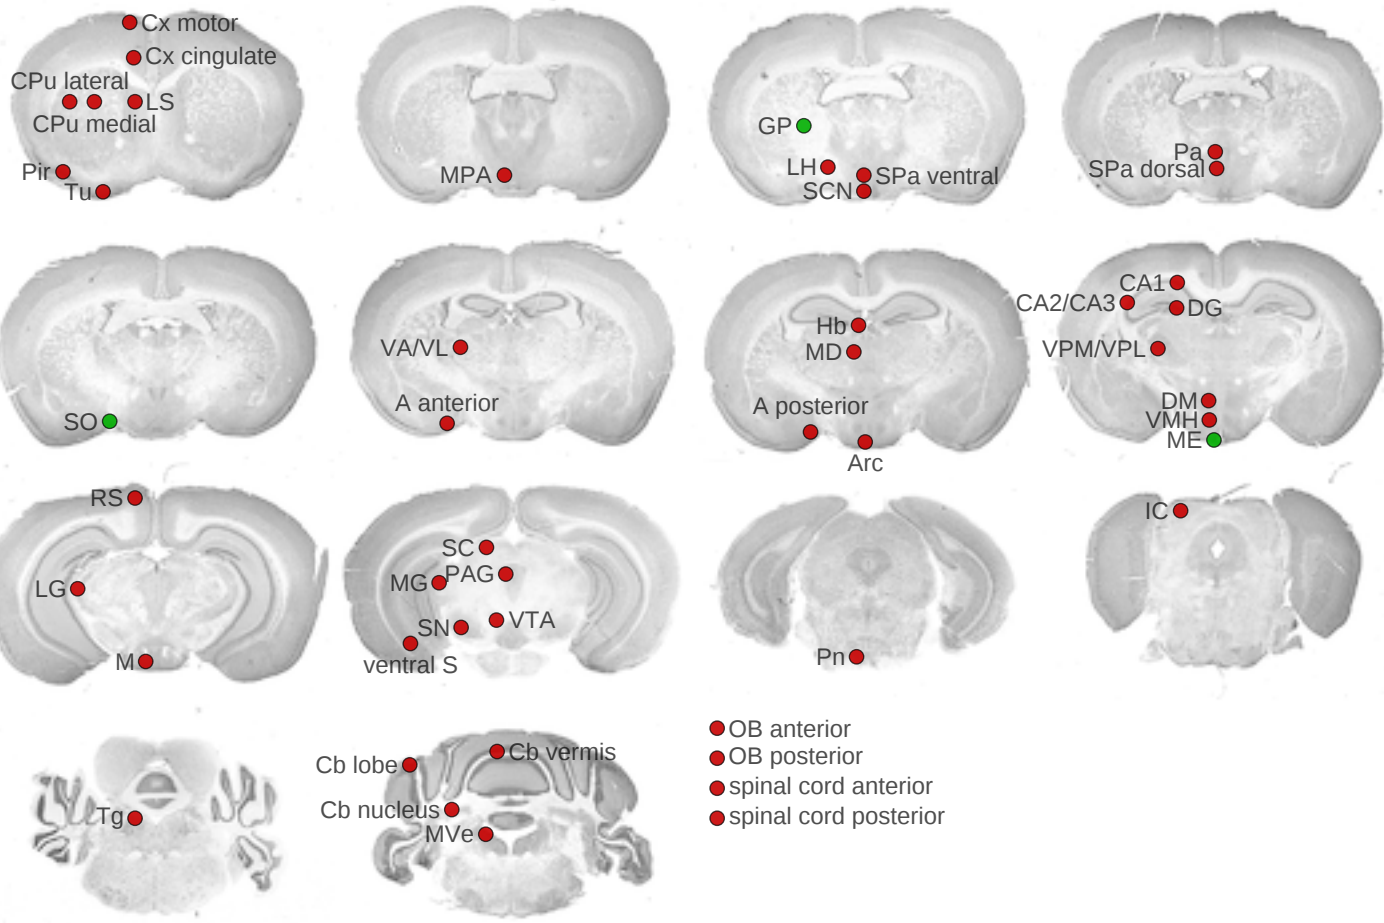 Cx motor
Cx cingulate
CPu lateral
LS
CPu medial
Pir
Tu
MPA
GP
LH
SPa ventral
SCN
Pa
SPa dorsal
SO
VA/VL
A anterior
Hb
MD
A posterior
Arc
CA1
CA2/CA3
DG
VPM/VPL
DM
VMH
ME
RS
LG
M
SC
MG
PAG
SN
VTA
ventral S
Pn
IC
Tg
Cb vermis
Cb lobe
Cb nucleus
MVe
OB anterior
OB posterior
spinal cord anterior
spinal cord posterior